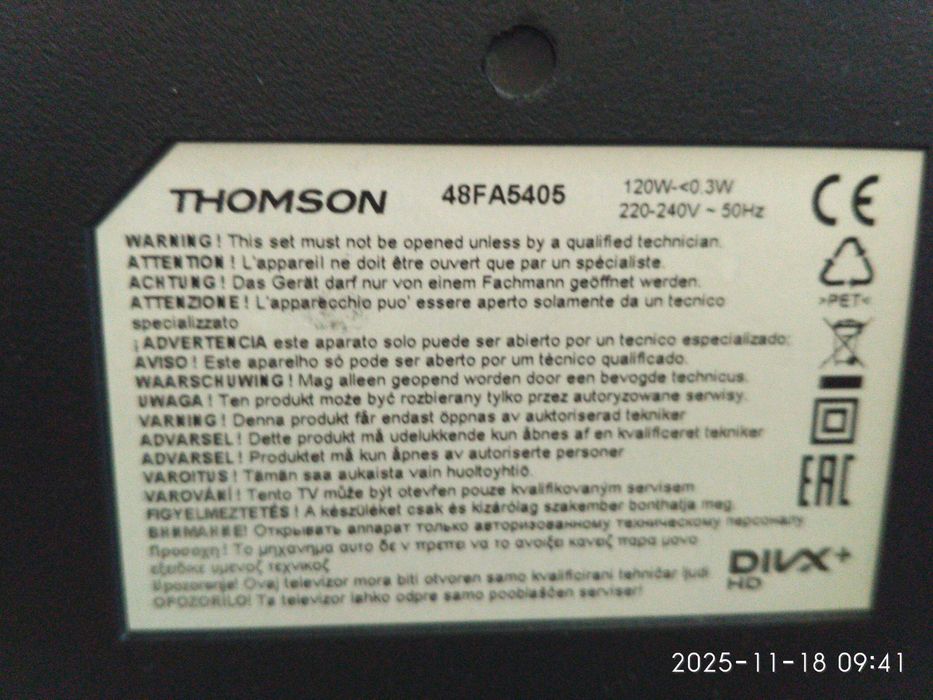 THOMSON 48FA5405 120W-<0.3W
220-240V ~ 50Hz
CE
WARNING! This set must not be opened unless by a qualified technician.
ATTENTION! L'appareil ne doit être ouvert que par un spécialiste.
ACHTUNG! Das Gerät darf nur von einem Fachmann geöffnet werden.
ATTENZIONE! L'apparecchio puo' essere aperto solamente da un tecnico
specializzato
>PET<
¡ADVERTENCIA este aparato solo puede ser abierto por un tecnico especializado:
AVISO! Este aparelho só pode ser aberto por um técnico qualificado.
WAARSCHUWING! Mag alleen geopend worden door een bevogde technicus.
UWAGA! Ten produkt może być rozbierany tylko przez autoryzowane serwisy.
VARNING! Denna produkt får endast öppnas av auktoriserad tekniker
ADVARSEL! Dette produkt må udelukkende kun åbnes af en kvalificeret tekniker
ADVARSEL! Produktet må kun åpnes av autoriserte personer
VAROITUS! Tämän saa aukaista vain huoltoyhtiö.
VAROVÁNÍ! Tento TV může být otevřen pouze kvalifikovaným servisem
FIGYELMEZTETÉS! A készüléket csak és kizárólag szakember bonthatja meg.
EAC
ВНИМАНИЕ! Открывать аппарат только авторизованному техническому персоналу
Προσοχη! Το μηχανημα αυτο δε ν πρεπει να το ανοιξει κανεiζ παρα μονο
εξειδικε υμενοζ τεχνικοζ
Upozorenje! Ovaj televizor mora biti otvoren samo kvalificirani tehničar ljudi
OPOZORILO! Ta televizor lahko odpre samo pooblaščen serviser!
DIVX+
HD
2025-11-18 09:41